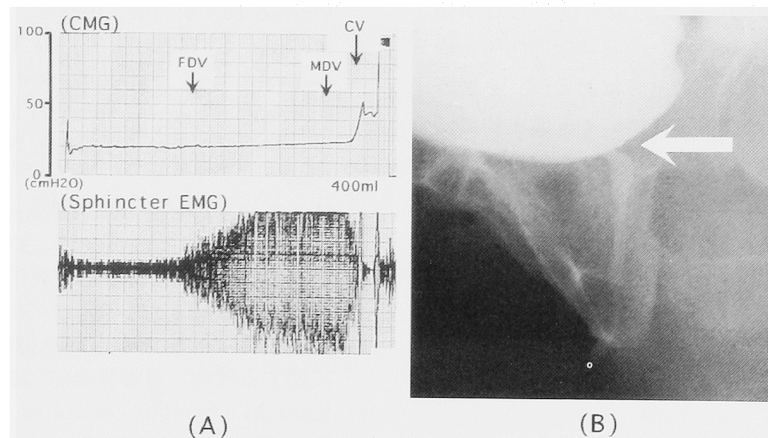 (CMG)
CV
100
FDV
MDV
50
0
(cmH2O)
400ml
(Sphincter EMG)
(A)
(B)